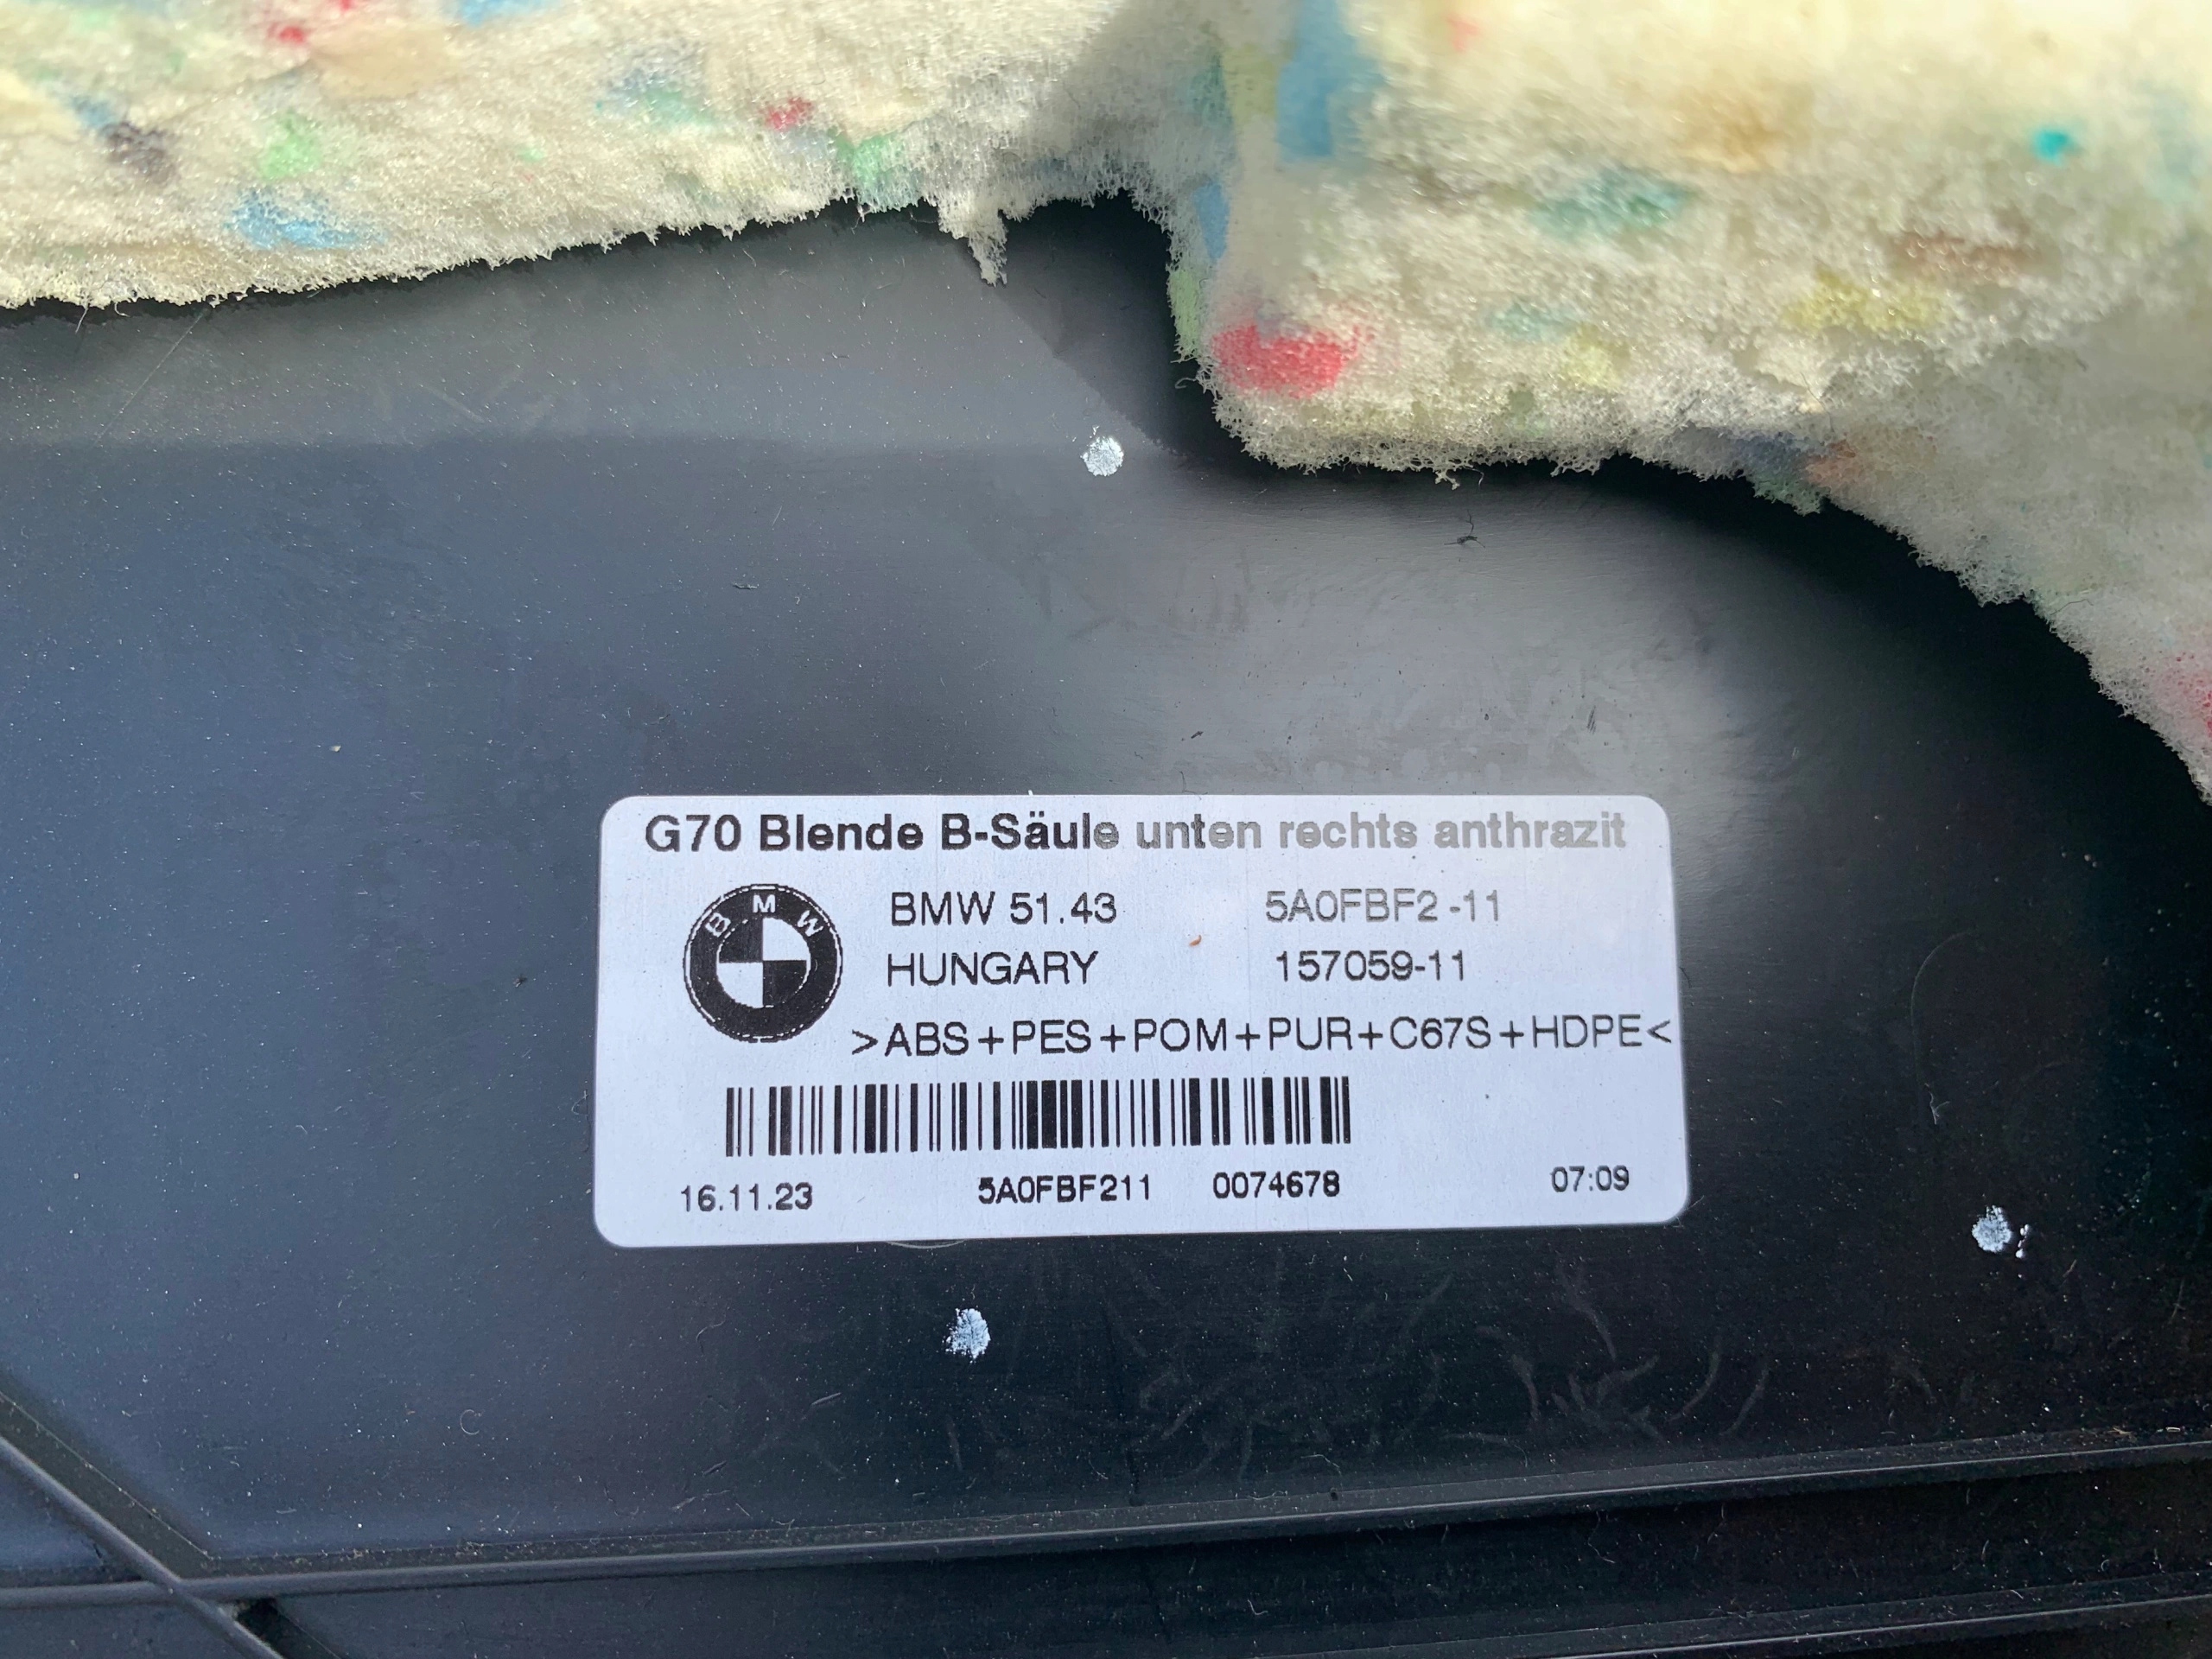 G70 Blende B-Säule unten rechts anthrazit
BMW
BMW 51.43 5A0FBF2 -11
HUNGARY 157059-11
>ABS+PES+POM+PUR+C67S+HDPE<
16.11.23 5A0FBF211 0074678 07:09